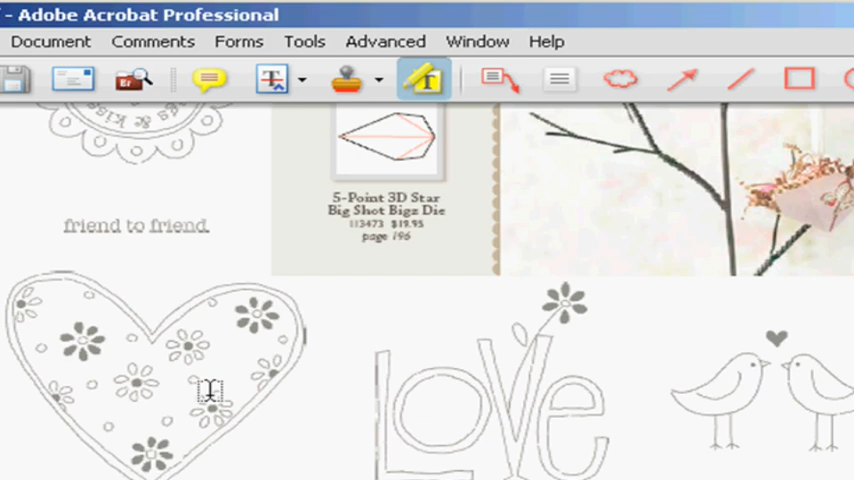 - Adobe Acrobat Professional
Document Comments Forms Tools Advanced Window Help
& kisses
friend to friend.
5-Point 3D Star
Big Shot Bigz Die
113473 $19.95
page 196
Love